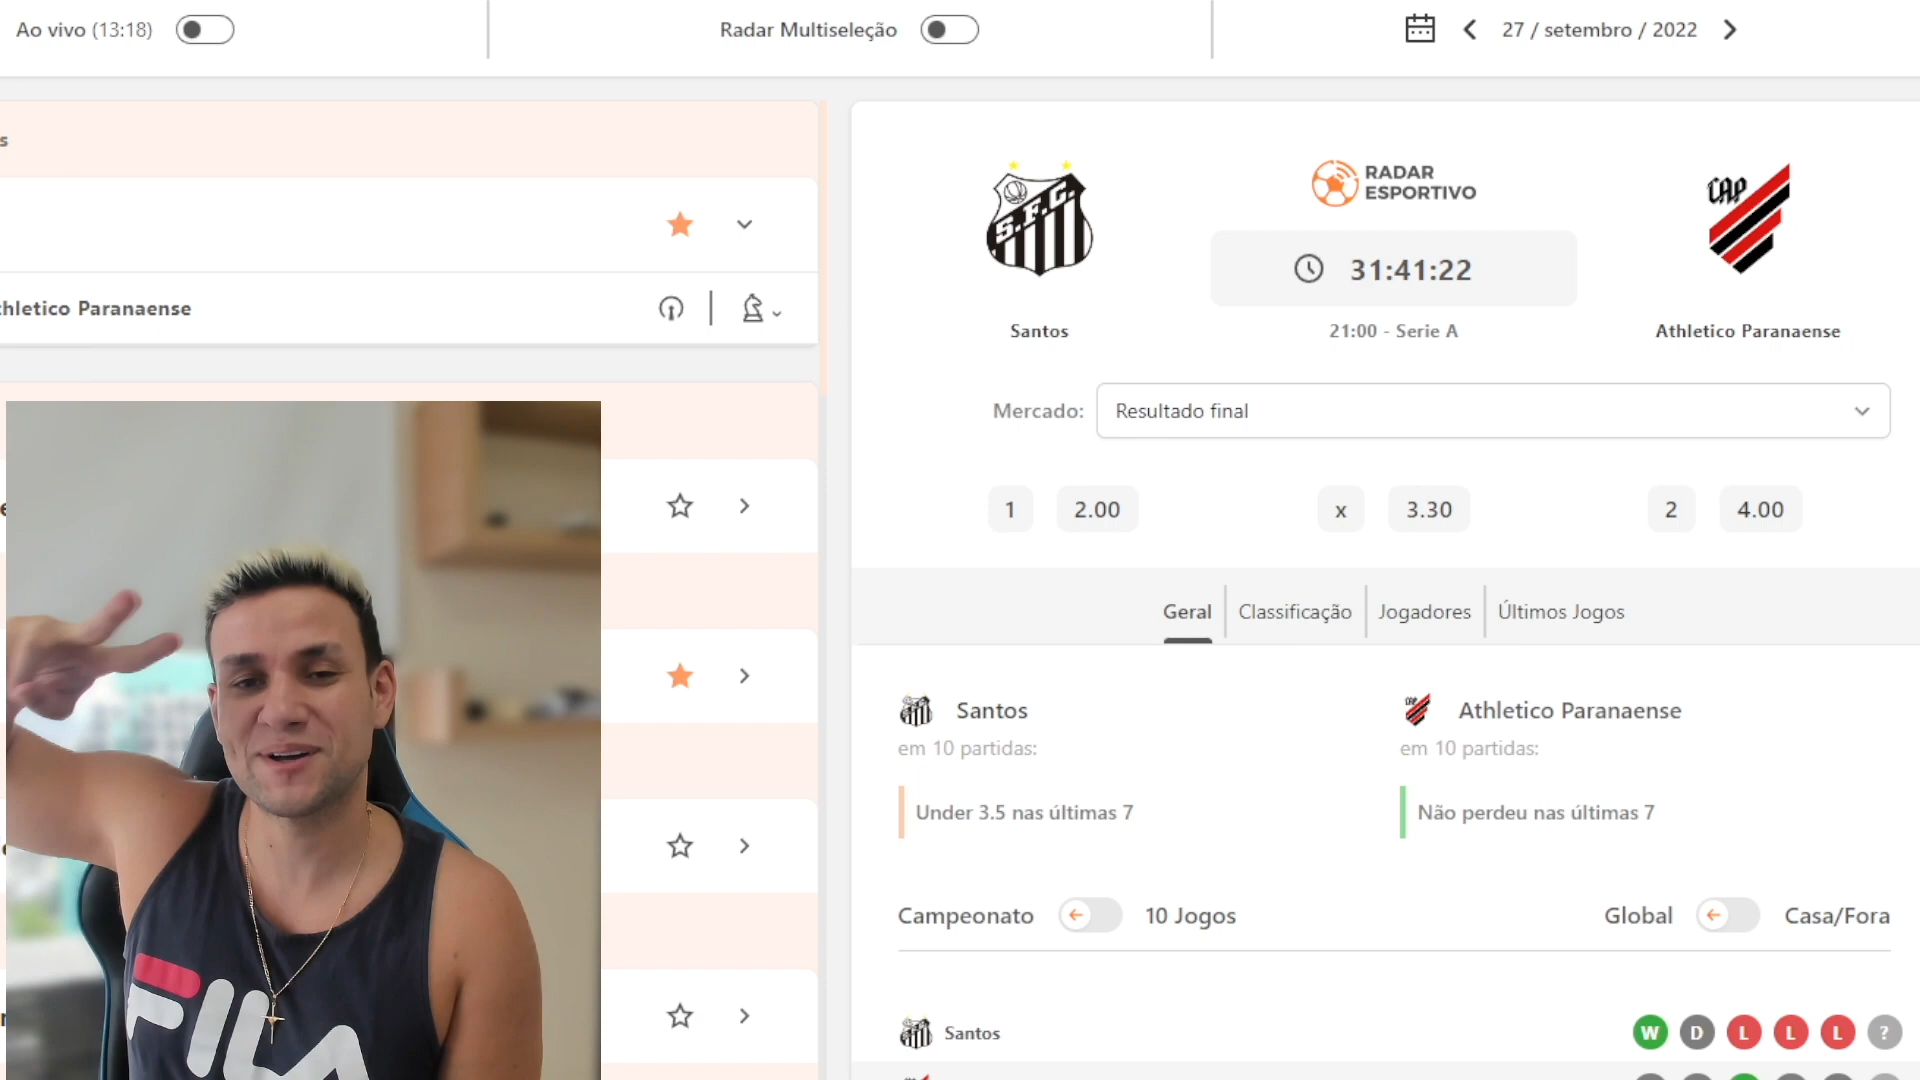 Ao vivo (13:18)
Radar Multiseleção
27 / setembro / 2022
s
S.F.C.
RADAR
ESPORTIVO
CAP
31:41:22
hletico Paranaense
Santos
21:00 - Serie A
Athletico Paranaense
Mercado:
Resultado final
1
2.00
x
3.30
2
4.00
Geral
Classificação
Jogadores
Últimos Jogos
Santos
Athletico Paranaense
em 10 partidas:
em 10 partidas:
Under 3.5 nas últimas 7
Não perdeu nas últimas 7
Campeonato
10 Jogos
Global
Casa/Fora
FILA
Santos
W D L L L ?